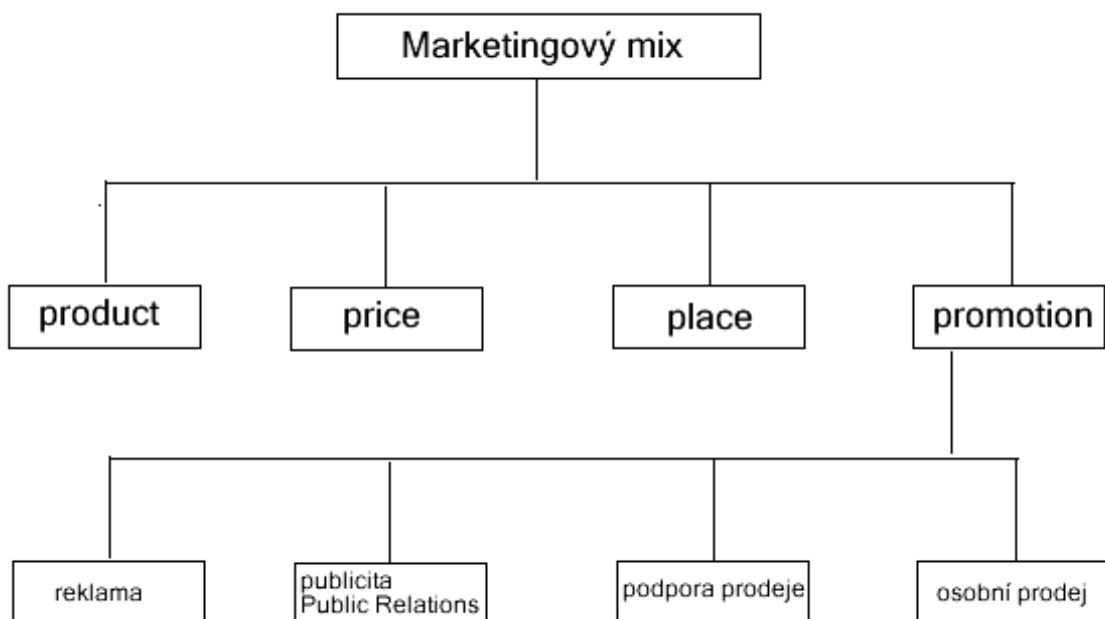 Marketingový mix
product
price
place
promotion
reklama
publicita
Public Relations
podpora prodeje
osobní prodej